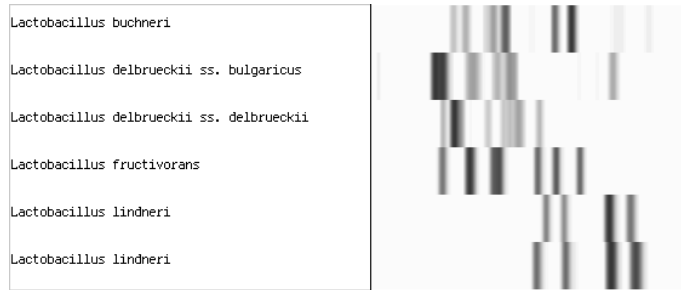 Lactobacillus buchneri
Lactobacillus delbrueckii ss. bulgaricus
Lactobacillus delbrueckii ss. delbrueckii
Lactobacillus fructivorans
Lactobacillus lindneri
Lactobacillus lindneri